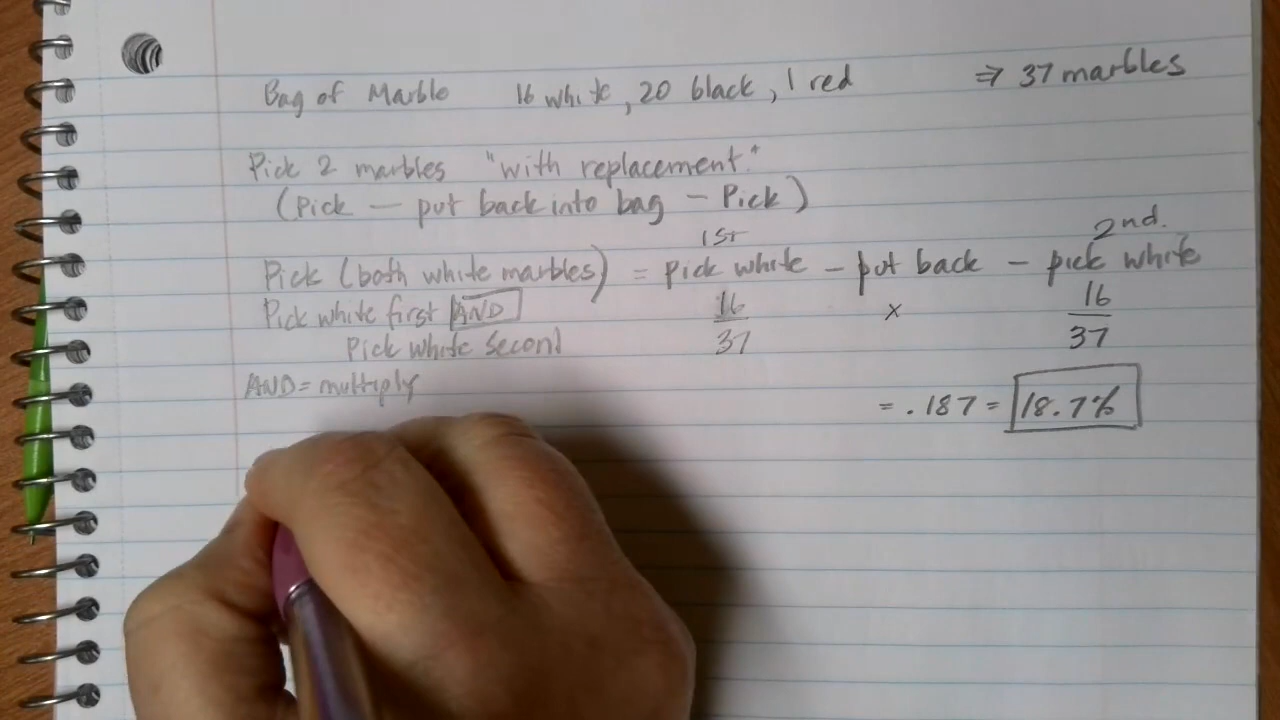 Bag of Marble 16 white, 20 black, 1 red ⇒ 37 marbles
Pick 2 marbles "with replacement"
(Pick — put back into bag — Pick)
1st 2nd.
Pick (both white marbles) = pick white — put back — pick white
Pick white first AND 16/37 x 16/37
Pick white second
AND = multiply
= .187 = 18.7%